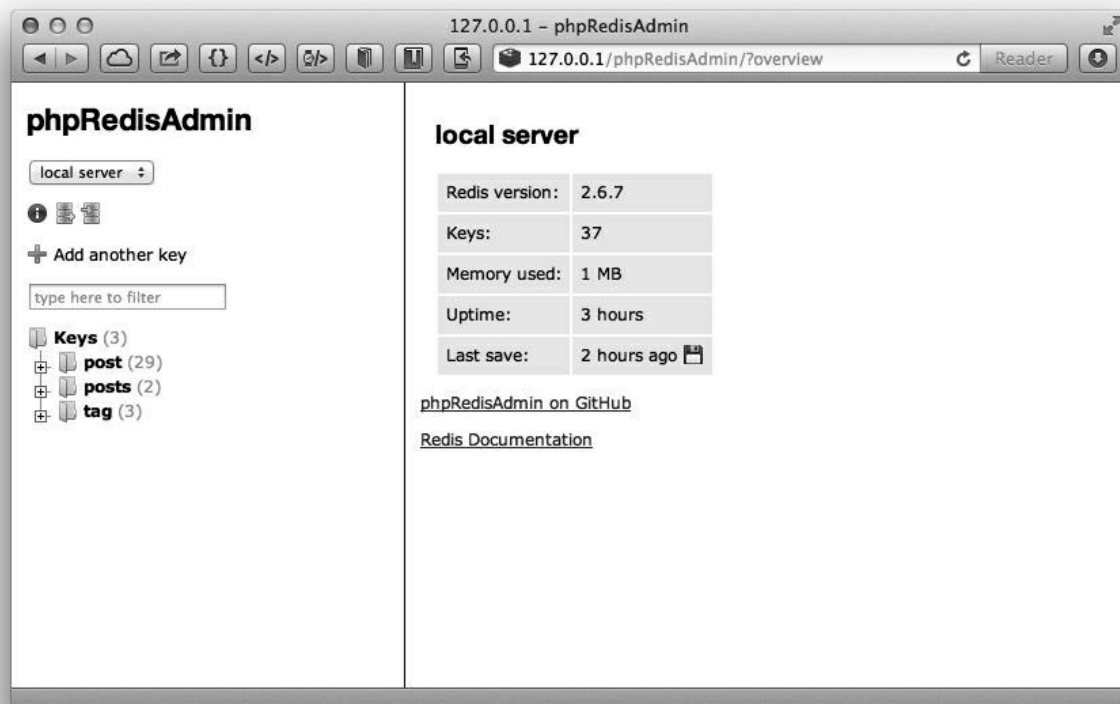 127.0.0.1 – phpRedisAdmin
127.0.0.1/phpRedisAdmin/?overview
Reader
phpRedisAdmin
local server
Add another key
type here to filter
Keys (3)
post (29)
posts (2)
tag (3)
local server
Redis version: 2.6.7
Keys: 37
Memory used: 1 MB
Uptime: 3 hours
Last save: 2 hours ago
phpRedisAdmin on GitHub
Redis Documentation